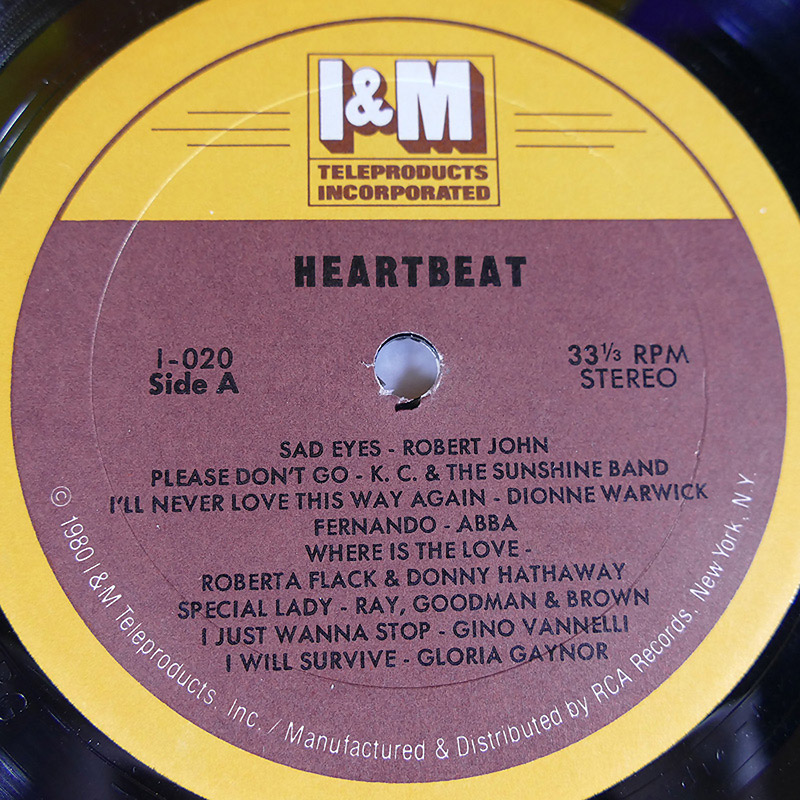 I&M
TELEPRODUCTS
INCORPORATED
HEARTBEAT
I-020
Side A
33⅓ RPM
STEREO
SAD EYES - ROBERT JOHN
PLEASE DON'T GO - K. C. & THE SUNSHINE BAND
I'LL NEVER LOVE THIS WAY AGAIN - DIONNE WARWICK
FERNANDO - ABBA
WHERE IS THE LOVE -
ROBERTA FLACK & DONNY HATHAWAY
SPECIAL LADY - RAY, GOODMAN & BROWN
I JUST WANNA STOP - GINO VANNELLI
I WILL SURVIVE - GLORIA GAYNOR
© 1980 I&M Teleproducts, Inc. / Manufactured & Distributed by RCA Records, New York, N.Y.